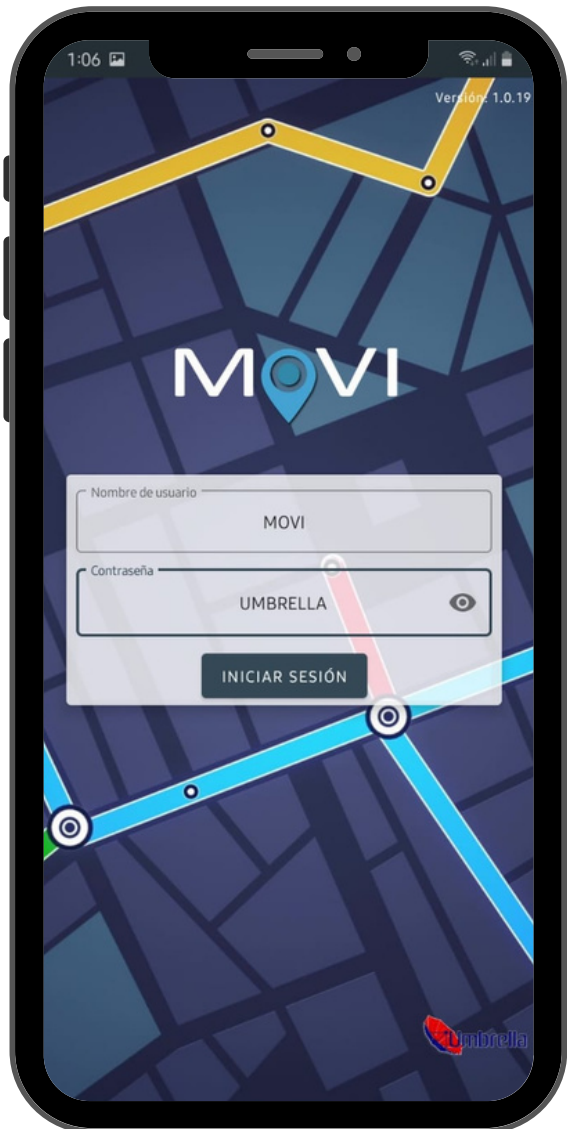 1:06
Versión: 1.0.19
MOVI
Nombre de usuario
MOVI
Contraseña
UMBRELLA
INICIAR SESIÓN
Umbrella